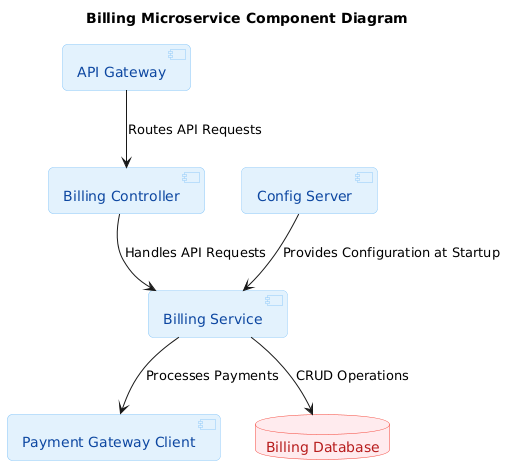 Billing Microservice Component Diagram
API Gateway
Routes API Requests
Billing Controller
Config Server
Handles API Requests
Provides Configuration at Startup
Billing Service
Processes Payments
CRUD Operations
Payment Gateway Client
Billing Database